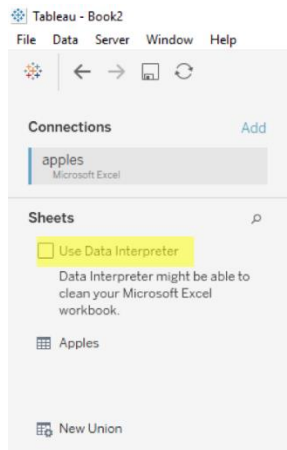 Tableau - Book2
File Data Server Window Help
Connections Add
apples
Microsoft Excel
Sheets
Use Data Interpreter
Data Interpreter might be able to
clean your Microsoft Excel
workbook.
Apples
New Union